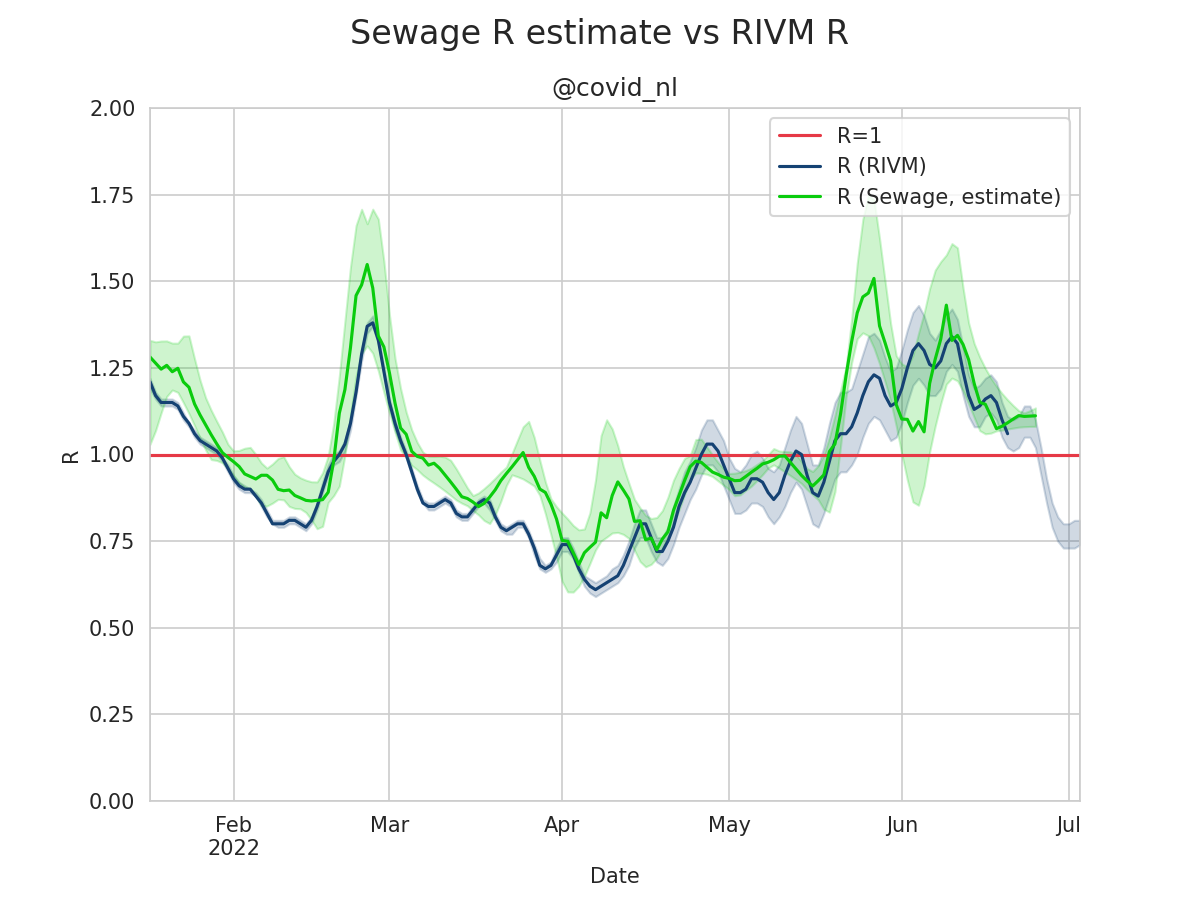 Sewage R estimate vs RIVM R
@covid_nl
R=1
R (RIVM)
R (Sewage, estimate)
2.00
1.75
1.50
1.25
1.00
0.75
0.50
0.25
0.00
R
Feb Mar Apr May Jun Jul
2022
Date